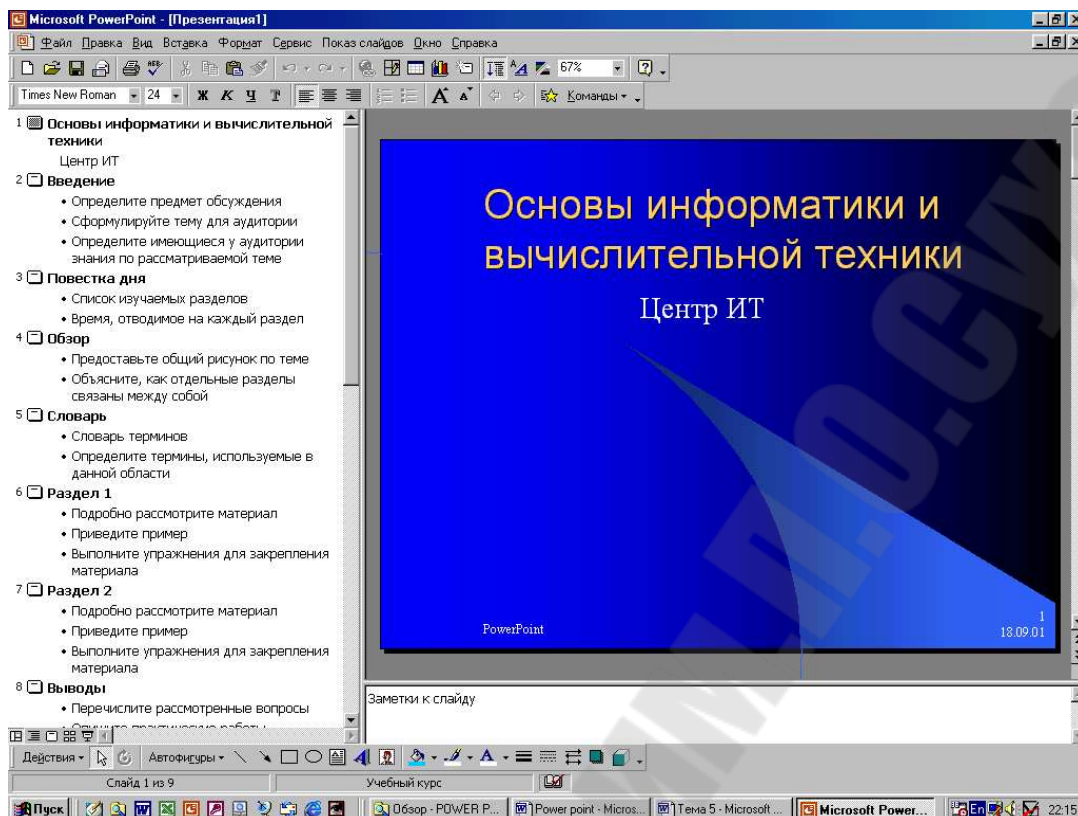 Microsoft PowerPoint - [Презентация1]
Файл Правка Вид Вставка Формат Сервис Показ слайдов Окно Справка
67%
Times New Roman 24 Ж К Ч Т Команды
1 Основы информатики и вычислительной
техники
Центр ИТ
2 Введение
• Определите предмет обсуждения
• Сформулируйте тему для аудитории
• Определите имеющиеся у аудитории
знания по рассматриваемой теме
3 Повестка дня
• Список изучаемых разделов
• Время, отводимое на каждый раздел
4 Обзор
• Предоставьте общий рисунок по теме
• Объясните, как отдельные разделы
связаны между собой
5 Словарь
• Словарь терминов
• Определите термины, используемые в
данной области
6 Раздел 1
• Подробно рассмотрите материал
• Приведите пример
• Выполните упражнения для закрепления
материала
7 Раздел 2
• Подробно рассмотрите материал
• Приведите пример
• Выполните упражнения для закрепления
материала
8 Выводы
• Перечислите рассмотренные вопросы
Основы информатики и
вычислительной техники
Центр ИТ
PowerPoint
1
18.09.01
Заметки к слайду
Действия Автофигуры
Слайд 1 из 9 Учебный курс
Пуск Обзор - POWER P... Power point - Micros... Тема 5 - Microsoft ... Microsoft Power... En 22:15